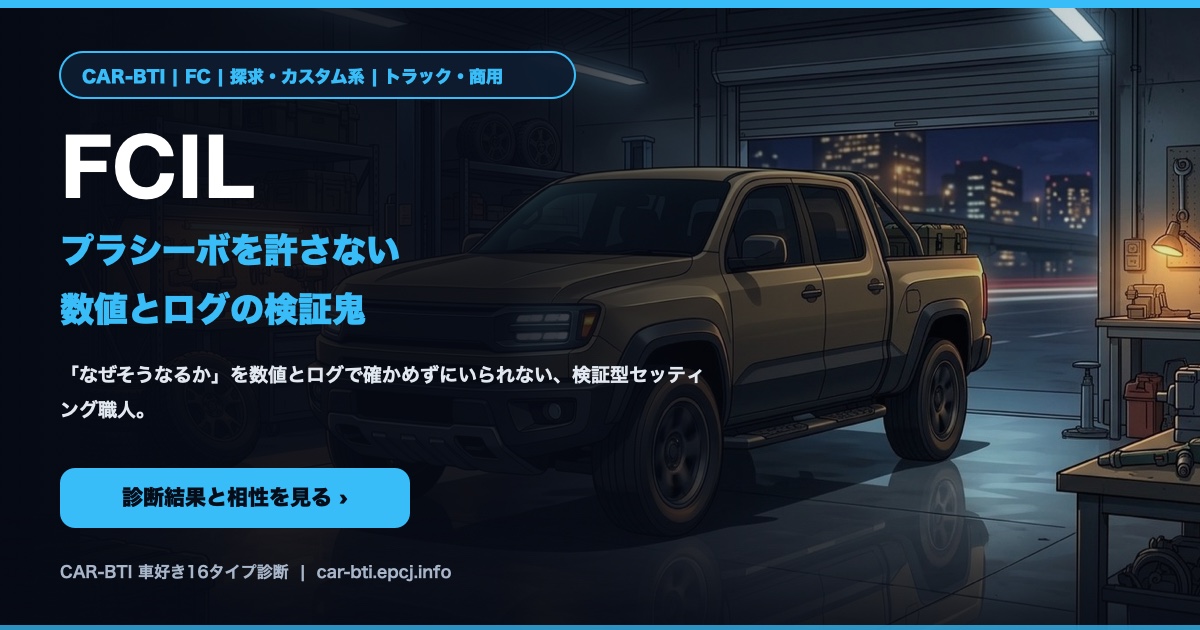 CAR-BTI | FC | 探求・カスタム系 | トラック・商用
FCIL
プラシーボを許さない
数値とログの検証鬼
「なぜそうなるか」を数値とログで確かめずにいられない、検証型セッティ
ング職人。
診断結果と相性を見る ›
CAR-BTI 車好き16タイプ診断 | car-bti.epcj.info